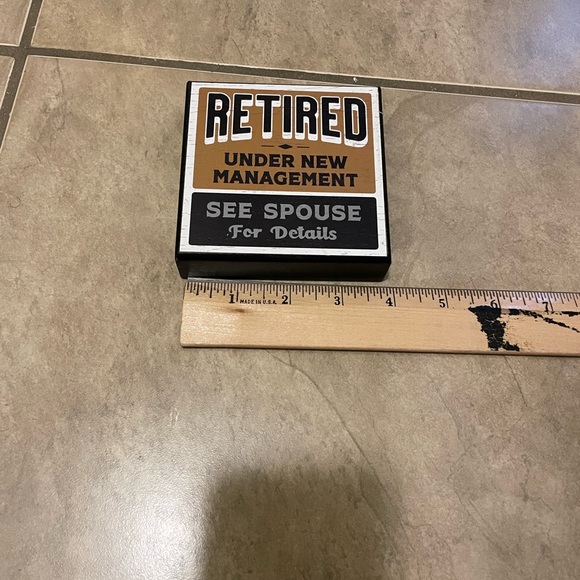 RETIRED
UNDER NEW
MANAGEMENT
SEE SPOUSE
For Details
1 MADE IN U.S.A. 2 3 4 5 6 7